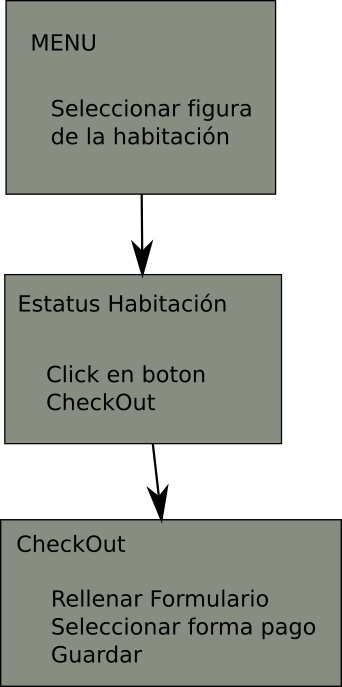 MENU
Seleccionar figura
de la habitación
Estatus Habitación
Click en boton
CheckOut
CheckOut
Rellenar Formulario
Seleccionar forma pago
Guardar